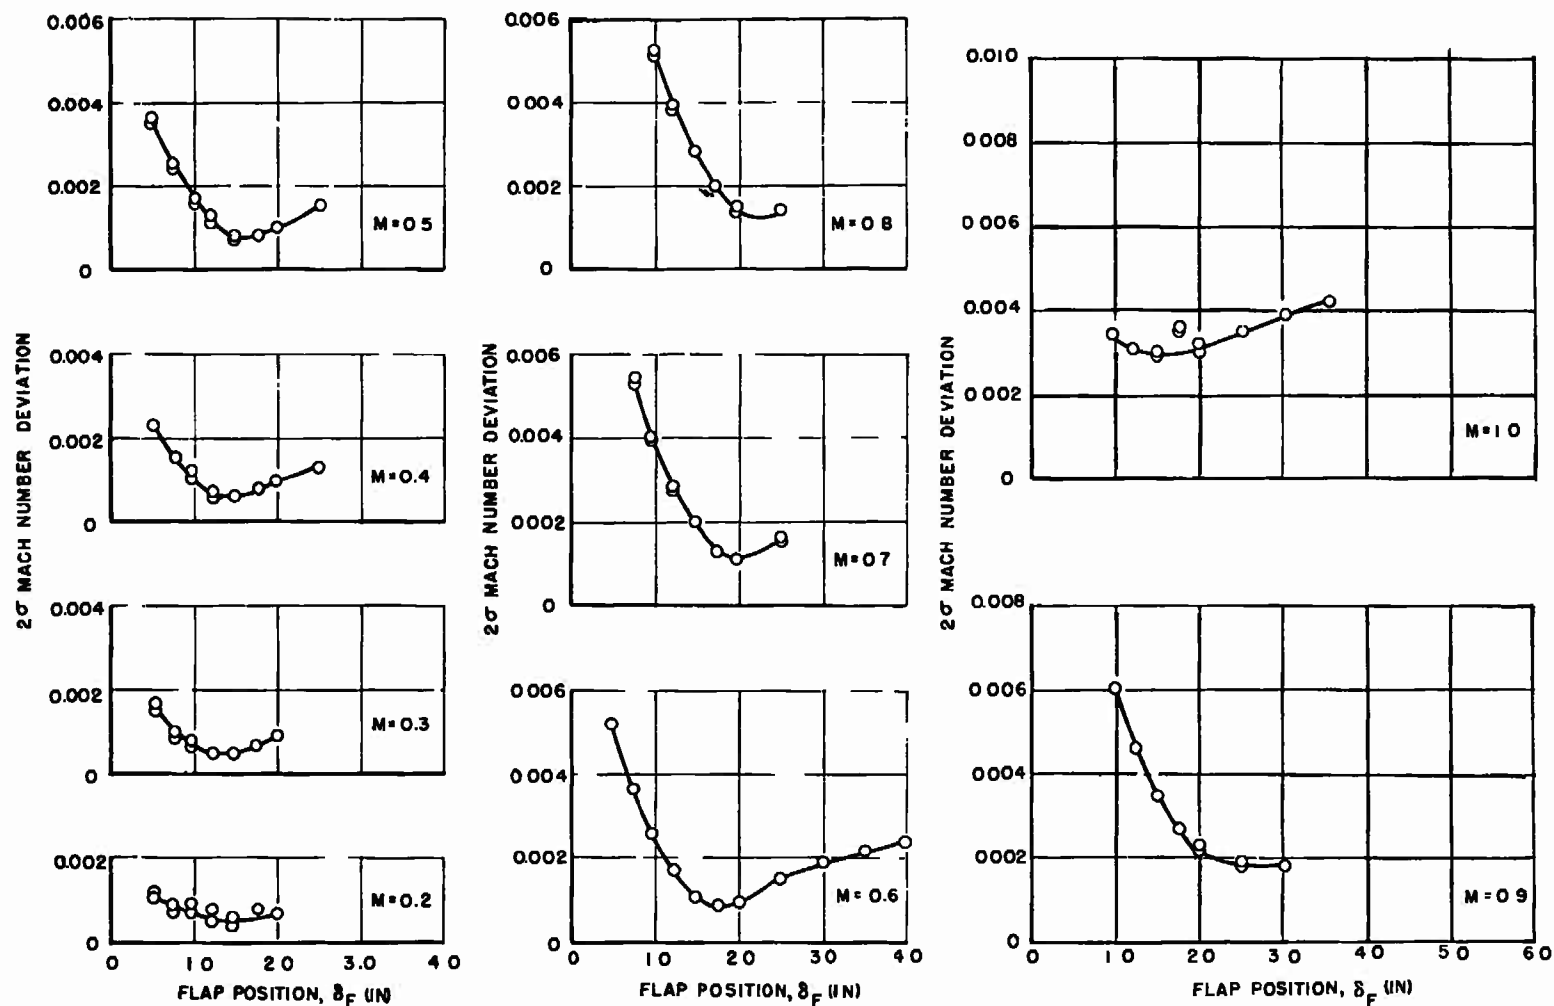 2σ MACH NUMBER DEVIATION
0.006
0.004
0.002
0
M=0.5
0.004
0.002
0
M=0.4
0.004
0.002
0
M=0.3
0.002
0
M=0.2
0 1.0 2.0 3.0 4.0
FLAP POSITION, δF (IN)
2σ MACH NUMBER DEVIATION
0.006
0.004
0.002
0
M=0.8
0.006
0.004
0.002
0
M=0.7
0.006
0.004
0.002
0
M=0.6
0 1.0 2.0 3.0 4.0
FLAP POSITION, δF (IN)
2σ MACH NUMBER DEVIATION
0.010
0.008
0.006
0.004
0.002
0
M=1.0
0.008
0.006
0.004
0.002
0
M=0.9
0 1.0 2.0 3.0 4.0 5.0 6.0
FLAP POSITION, δF (IN)